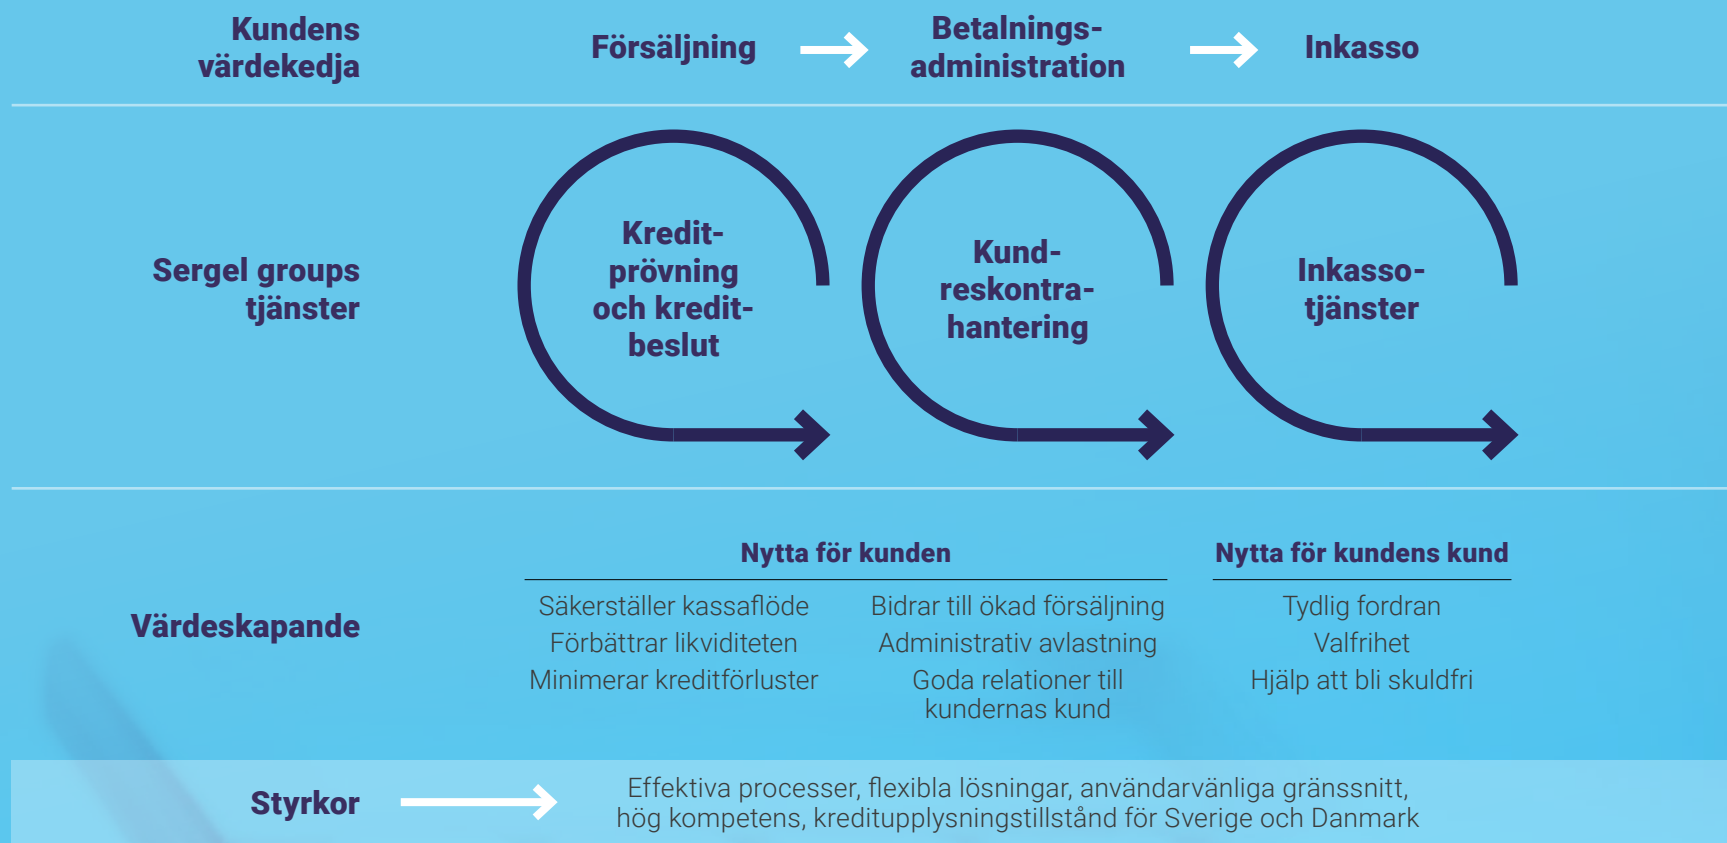 Kundens
värdekedja
Försäljning
Betalnings-
administration
Inkasso
Sergel groups
tjänster
Kredit-
prövning
och kredit-
beslut
Kund-
reskontra-
hantering
Inkasso-
tjänster
Värdeskapande
Nytta för kunden
Säkerställer kassaflöde
Förbättrar likviditeten
Minimerar kreditförluster
Bidrar till ökad försäljning
Administrativ avlastning
Goda relationer till
kundernas kund
Nytta för kundens kund
Tydlig fordran
Valfrihet
Hjälp att bli skuldfri
Styrkor
Effektiva processer, flexibla lösningar, användarvänliga gränssnitt,
hög kompetens, kreditupplysningstillstånd för Sverige och Danmark